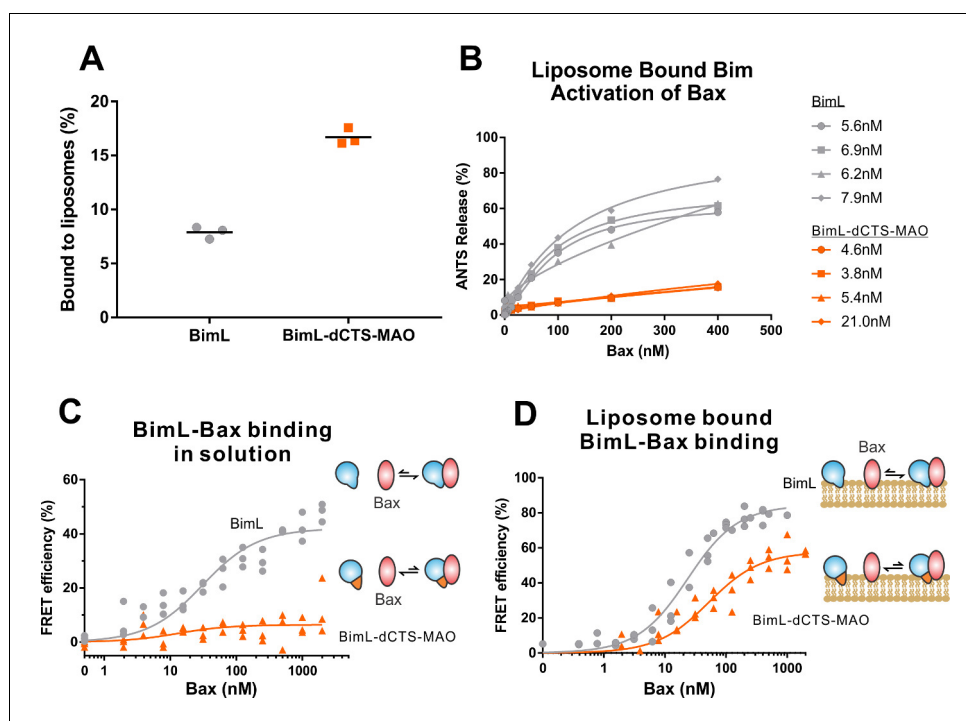 A
Bound to liposomes (%)
20
15
10
5
0
BimL
BimL-dCTS-MAO
B
Liposome Bound Bim
Activation of Bax
ANTS Release (%)
100
80
60
40
20
0
0
100
200
300
400
500
Bax (nM)
BimL
5.6nM
6.9nM
6.2nM
7.9nM
BimL-dCTS-MAO
4.6nM
3.8nM
5.4nM
21.0nM
C
BimL-Bax binding
in solution
FRET efficiency (%)
60
40
20
0
0
1
10
100
1000
Bax (nM)
BimL
BimL-dCTS-MAO
Bax
Bax
D
Liposome bound
BimL-Bax binding
FRET efficiency (%)
100
80
60
40
20
0
0
1
10
100
1000
Bax (nM)
BimL
Bax
BimL-dCTS-MAO